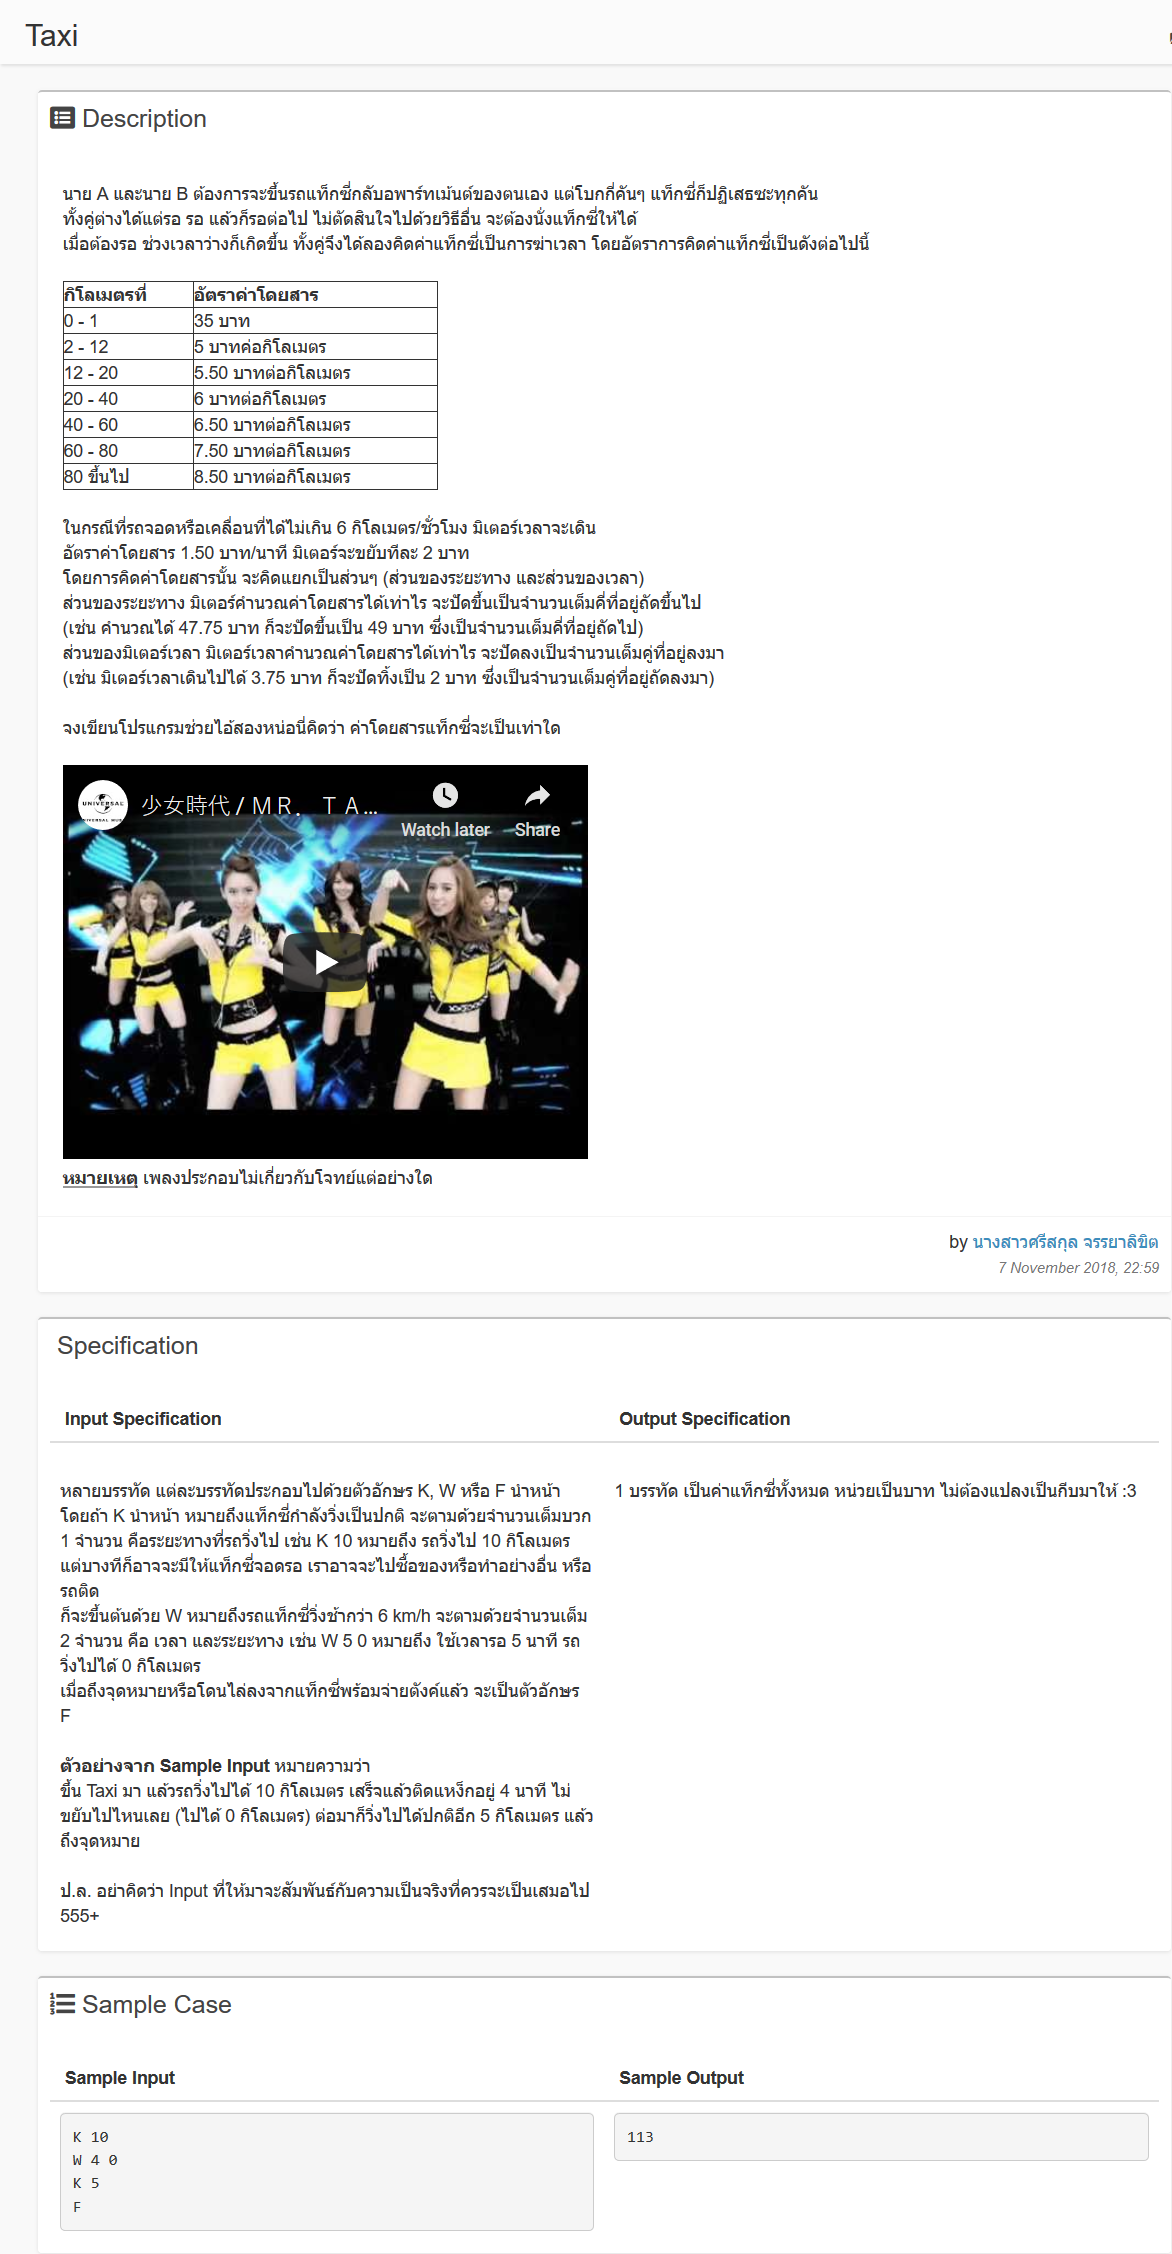 Taxi
Description
นาย A และนาย B ต้องการจะขึ้นรถแท็กซี่กลับอพาร์ทเม้นต์ของตนเอง แต่โบกกี่คันๆ แท็กซี่ก็ปฏิเสธซะทุกคัน
ทั้งคู่ต่างได้แต่รอ รอ แล้วก็รอต่อไป ไม่ตัดสินใจไปด้วยวิธีอื่น จะต้องนั่งแท็กซี่ให้ได้
เมื่อต้องรอ ช่วงเวลาว่างก็เกิดขึ้น ทั้งคู่จึงได้ลองคิดค่าแท็กซี่เป็นการฆ่าเวลา โดยอัตราการคิดค่าแท็กซี่เป็นดังต่อไปนี้
กิโลเมตรที่ อัตราค่าโดยสาร
0 - 1 35 บาท
2 - 12 5 บาทค่อกิโลเมตร
12 - 20 5.50 บาทต่อกิโลเมตร
20 - 40 6 บาทต่อกิโลเมตร
40 - 60 6.50 บาทต่อกิโลเมตร
60 - 80 7.50 บาทต่อกิโลเมตร
80 ขึ้นไป 8.50 บาทต่อกิโลเมตร
ในกรณีที่รถจอดหรือเคลื่อนที่ได้ไม่เกิน 6 กิโลเมตร/ชั่วโมง มิเตอร์เวลาจะเดิน
อัตราค่าโดยสาร 1.50 บาท/นาที มิเตอร์จะขยับทีละ 2 บาท
โดยการคิดค่าโดยสารนั้น จะคิดแยกเป็นส่วนๆ (ส่วนของระยะทาง และส่วนของเวลา)
ส่วนของระยะทาง มิเตอร์คำนวณค่าโดยสารได้เท่าไร จะปัดขึ้นเป็นจำนวนเต็มคี่ที่อยู่ถัดขึ้นไป
(เช่น คำนวณได้ 47.75 บาท ก็จะปัดขึ้นเป็น 49 บาท ซึ่งเป็นจำนวนเต็มคี่ที่อยู่ถัดไป)
ส่วนของมิเตอร์เวลา มิเตอร์เวลาคำนวณค่าโดยสารได้เท่าไร จะปัดลงเป็นจำนวนเต็มคู่ที่อยู่ลงมา
(เช่น มิเตอร์เวลาเดินไปได้ 3.75 บาท ก็จะปัดทิ้งเป็น 2 บาท ซึ่งเป็นจำนวนเต็มคู่ที่อยู่ถัดลงมา)
จงเขียนโปรแกรมช่วยไอ้สองหน่อนี่คิดว่า ค่าโดยสารแท็กซี่จะเป็นเท่าใด
UNIVERSAL
少女時代 / ＭＲ． Ｔ Ａ...
Watch later
Share
หมายเหตุ เพลงประกอบไม่เกี่ยวกับโจทย์แต่อย่างใด
by นางสาวศรีสกุล จรรยาลิขิต
7 November 2018, 22:59
Specification
Input Specification
Output Specification
หลายบรรทัด แต่ละบรรทัดประกอบไปด้วยตัวอักษร K, W หรือ F นำหน้า
โดยถ้า K นำหน้า หมายถึงแท็กซี่กำลังวิ่งเป็นปกติ จะตามด้วยจำนวนเต็มบวก
1 จำนวน คือระยะทางที่รถวิ่งไป เช่น K 10 หมายถึง รถวิ่งไป 10 กิโลเมตร
แต่บางทีก็อาจจะมีให้แท็กซี่จอดรอ เราอาจจะไปซื้อของหรือทำอย่างอื่น หรือ
รถติด
ก็จะขึ้นต้นด้วย W หมายถึงรถแท็กซี่วิ่งช้ากว่า 6 km/h จะตามด้วยจำนวนเต็ม
2 จำนวน คือ เวลา และระยะทาง เช่น W 5 0 หมายถึง ใช้เวลารอ 5 นาที รถ
วิ่งไปได้ 0 กิโลเมตร
เมื่อถึงจุดหมายหรือโดนไล่ลงจากแท็กซี่พร้อมจ่ายตังค์แล้ว จะเป็นตัวอักษร
F
ตัวอย่างจาก Sample Input หมายความว่า
ขึ้น Taxi มา แล้วรถวิ่งไปได้ 10 กิโลเมตร เสร็จแล้วติดแหง็กอยู่ 4 นาที ไม่
ขยับไปไหนเลย (ไปได้ 0 กิโลเมตร) ต่อมาก็วิ่งไปได้ปกติอีก 5 กิโลเมตร แล้ว
ถึงจุดหมาย
ป.ล. อย่าคิดว่า Input ที่ให้มาจะสัมพันธ์กับความเป็นจริงที่ควรจะเป็นเสมอไป
555+
1 บรรทัด เป็นค่าแท็กซี่ทั้งหมด หน่วยเป็นบาท ไม่ต้องแปลงเป็นกีบมาให้ :3
Sample Case
Sample Input
Sample Output
K 10
W 4 0
K 5
F
113